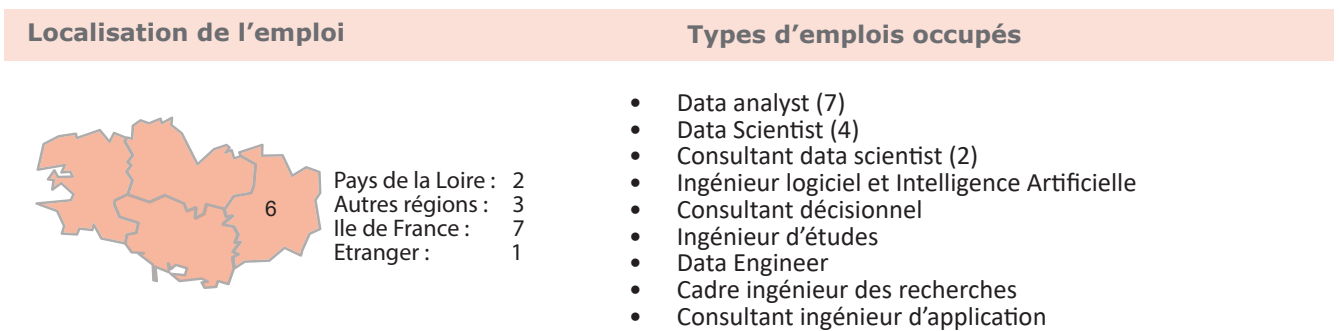 Localisation de l’emploi
6
Pays de la Loire : 2
Autres régions : 3
Ile de France : 7
Etranger : 1
Types d’emplois occupés
• Data analyst (7)
• Data Scientist (4)
• Consultant data scientist (2)
• Ingénieur logiciel et Intelligence Artificielle
• Consultant décisionnel
• Ingénieur d’études
• Data Engineer
• Cadre ingénieur des recherches
• Consultant ingénieur d’application